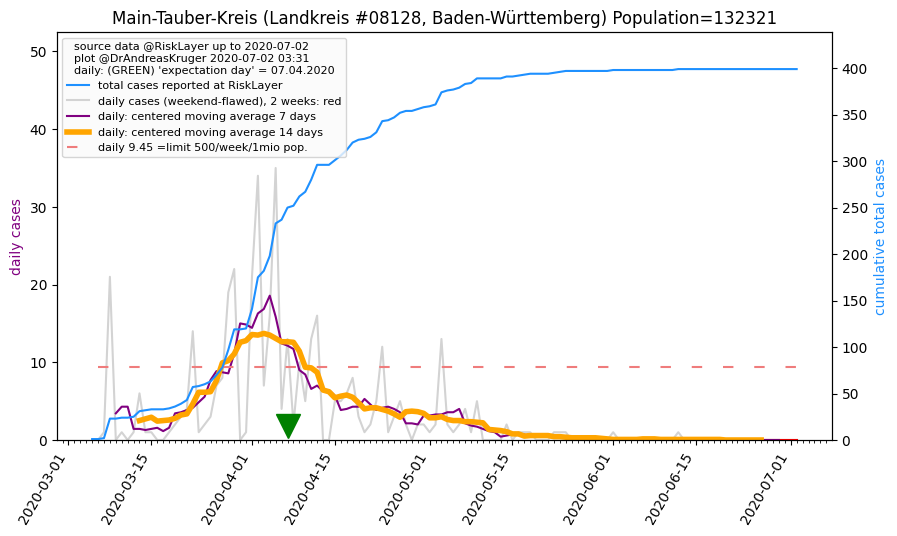 Main-Tauber-Kreis (Landkreis #08128, Baden-Württemberg) Population=132321
source data @RiskLayer up to 2020-07-02
plot @DrAndreasKruger 2020-07-02 03:31
daily: (GREEN) 'expectation day' = 07.04.2020
total cases reported at RiskLayer
daily cases (weekend-flawed), 2 weeks: red
daily: centered moving average 7 days
daily: centered moving average 14 days
daily 9.45 =limit 500/week/1mio pop.
daily cases
50
40
30
20
10
0
cumulative total cases
400
350
300
250
200
150
100
50
0
2020-03-01
2020-03-15
2020-04-01
2020-04-15
2020-05-01
2020-05-15
2020-06-01
2020-06-15
2020-07-01